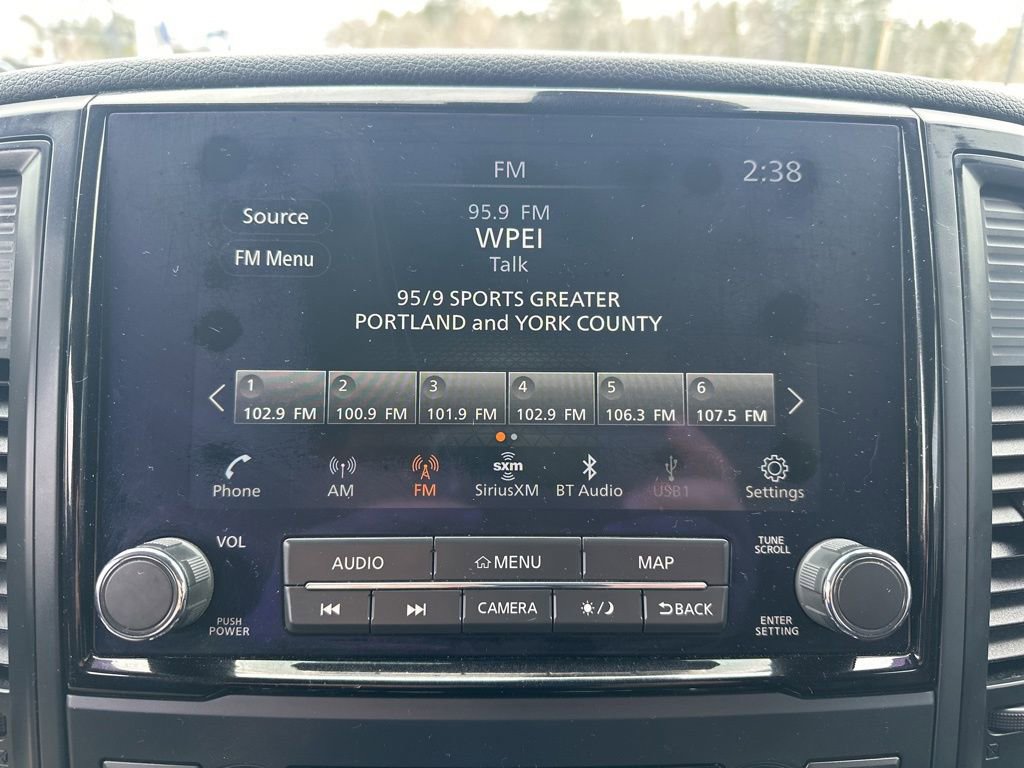 FM
2:38
Source
95.9 FM
WPEI
FM Menu
Talk
95/9 SPORTS GREATER
PORTLAND and YORK COUNTY
1 2 3 4 5 6
102.9 FM 100.9 FM 101.9 FM 102.9 FM 106.3 FM 107.5 FM
sxm
Phone AM FM SiriusXM BT Audio USB1 Settings
VOL
TUNE
SCROLL
AUDIO MENU MAP
CAMERA BACK
PUSH
POWER
ENTER
SETTING